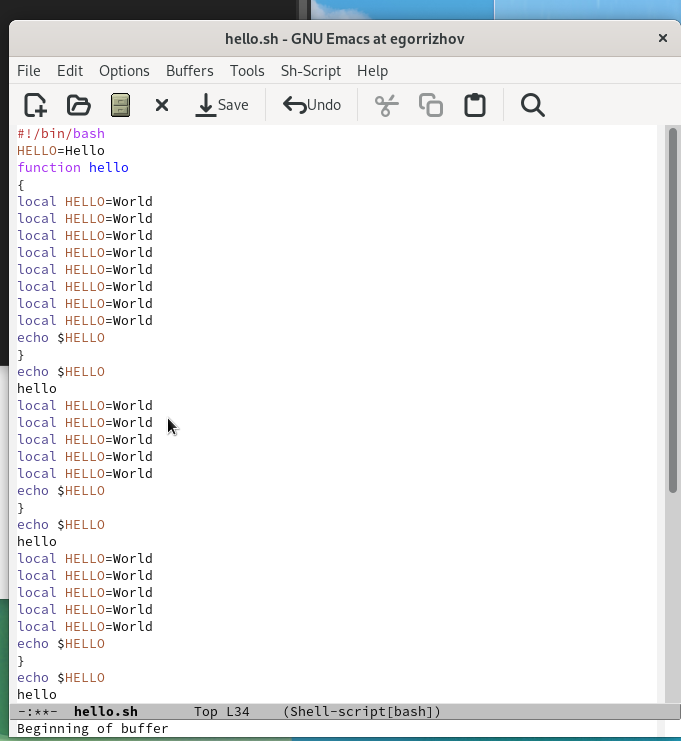 hello.sh - GNU Emacs at egorrizhov
File Edit Options Buffers Tools Sh-Script Help
Save Undo
#!/bin/bash
HELLO=Hello
function hello
{
local HELLO=World
local HELLO=World
local HELLO=World
local HELLO=World
local HELLO=World
local HELLO=World
local HELLO=World
local HELLO=World
echo $HELLO
}
echo $HELLO
hello
local HELLO=World
local HELLO=World
local HELLO=World
local HELLO=World
local HELLO=World
echo $HELLO
}
echo $HELLO
hello
local HELLO=World
local HELLO=World
local HELLO=World
local HELLO=World
local HELLO=World
echo $HELLO
}
echo $HELLO
hello
-:**- hello.sh Top L34 (Shell-script[bash])
Beginning of buffer